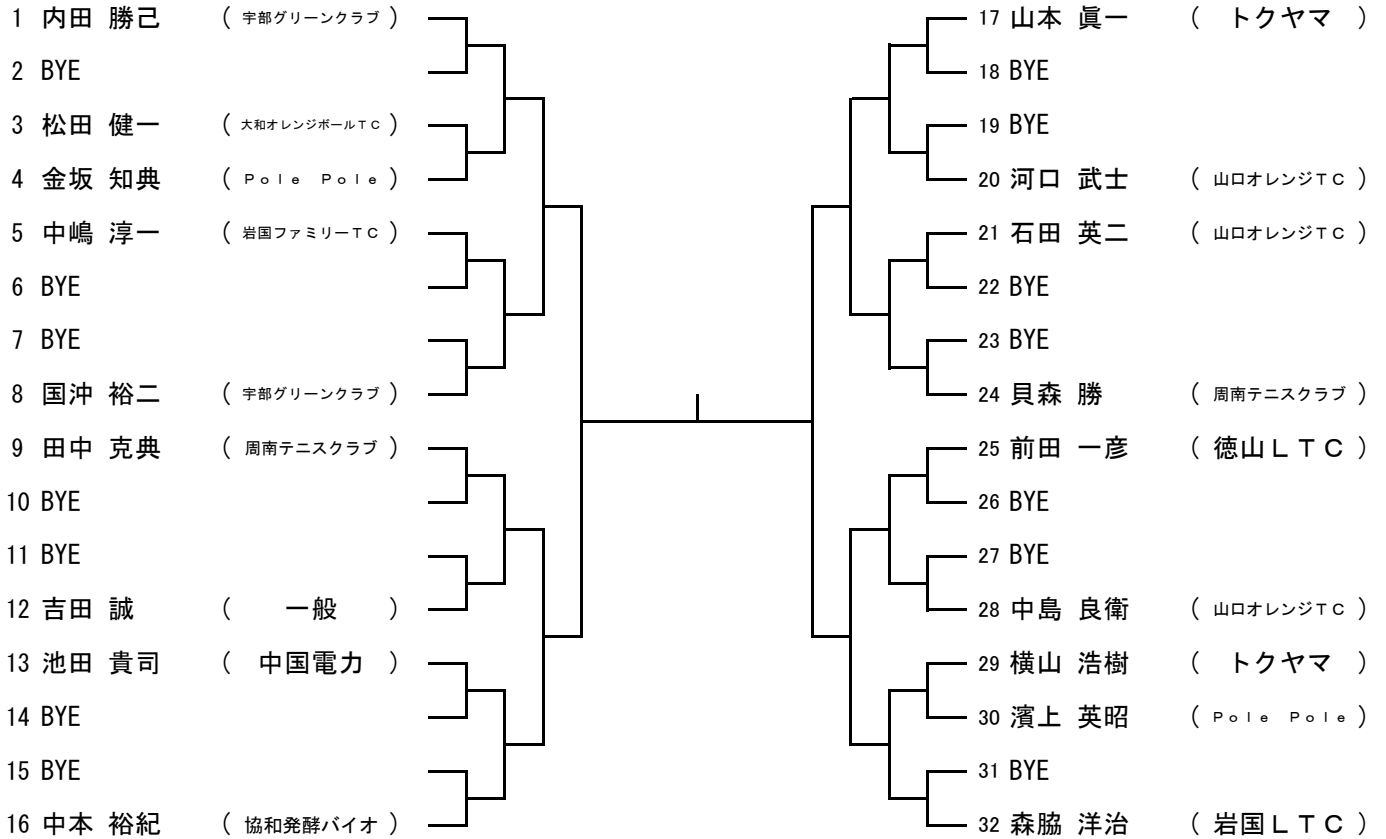 1 内田 勝己 ( 宇部グリーンクラブ )
2 BYE
3 松田 健一 ( 大和オレンジボールTC )
4 金坂 知典 ( Pole Pole )
5 中嶋 淳一 ( 岩国ファミリーTC )
6 BYE
7 BYE
8 国沖 裕二 ( 宇部グリーンクラブ )
9 田中 克典 ( 周南テニスクラブ )
10 BYE
11 BYE
12 吉田 誠 ( 一般 )
13 池田 貴司 ( 中国電力 )
14 BYE
15 BYE
16 中本 裕紀 ( 協和発酵バイオ )
17 山本 眞一 ( トクヤマ )
18 BYE
19 BYE
20 河口 武士 ( 山口オレンジTC )
21 石田 英二 ( 山口オレンジTC )
22 BYE
23 BYE
24 貝森 勝 ( 周南テニスクラブ )
25 前田 一彦 ( 徳山LTC )
26 BYE
27 BYE
28 中島 良衛 ( 山口オレンジTC )
29 横山 浩樹 ( トクヤマ )
30 濱上 英昭 ( Pole Pole )
31 BYE
32 森脇 洋治 ( 岩国LTC )